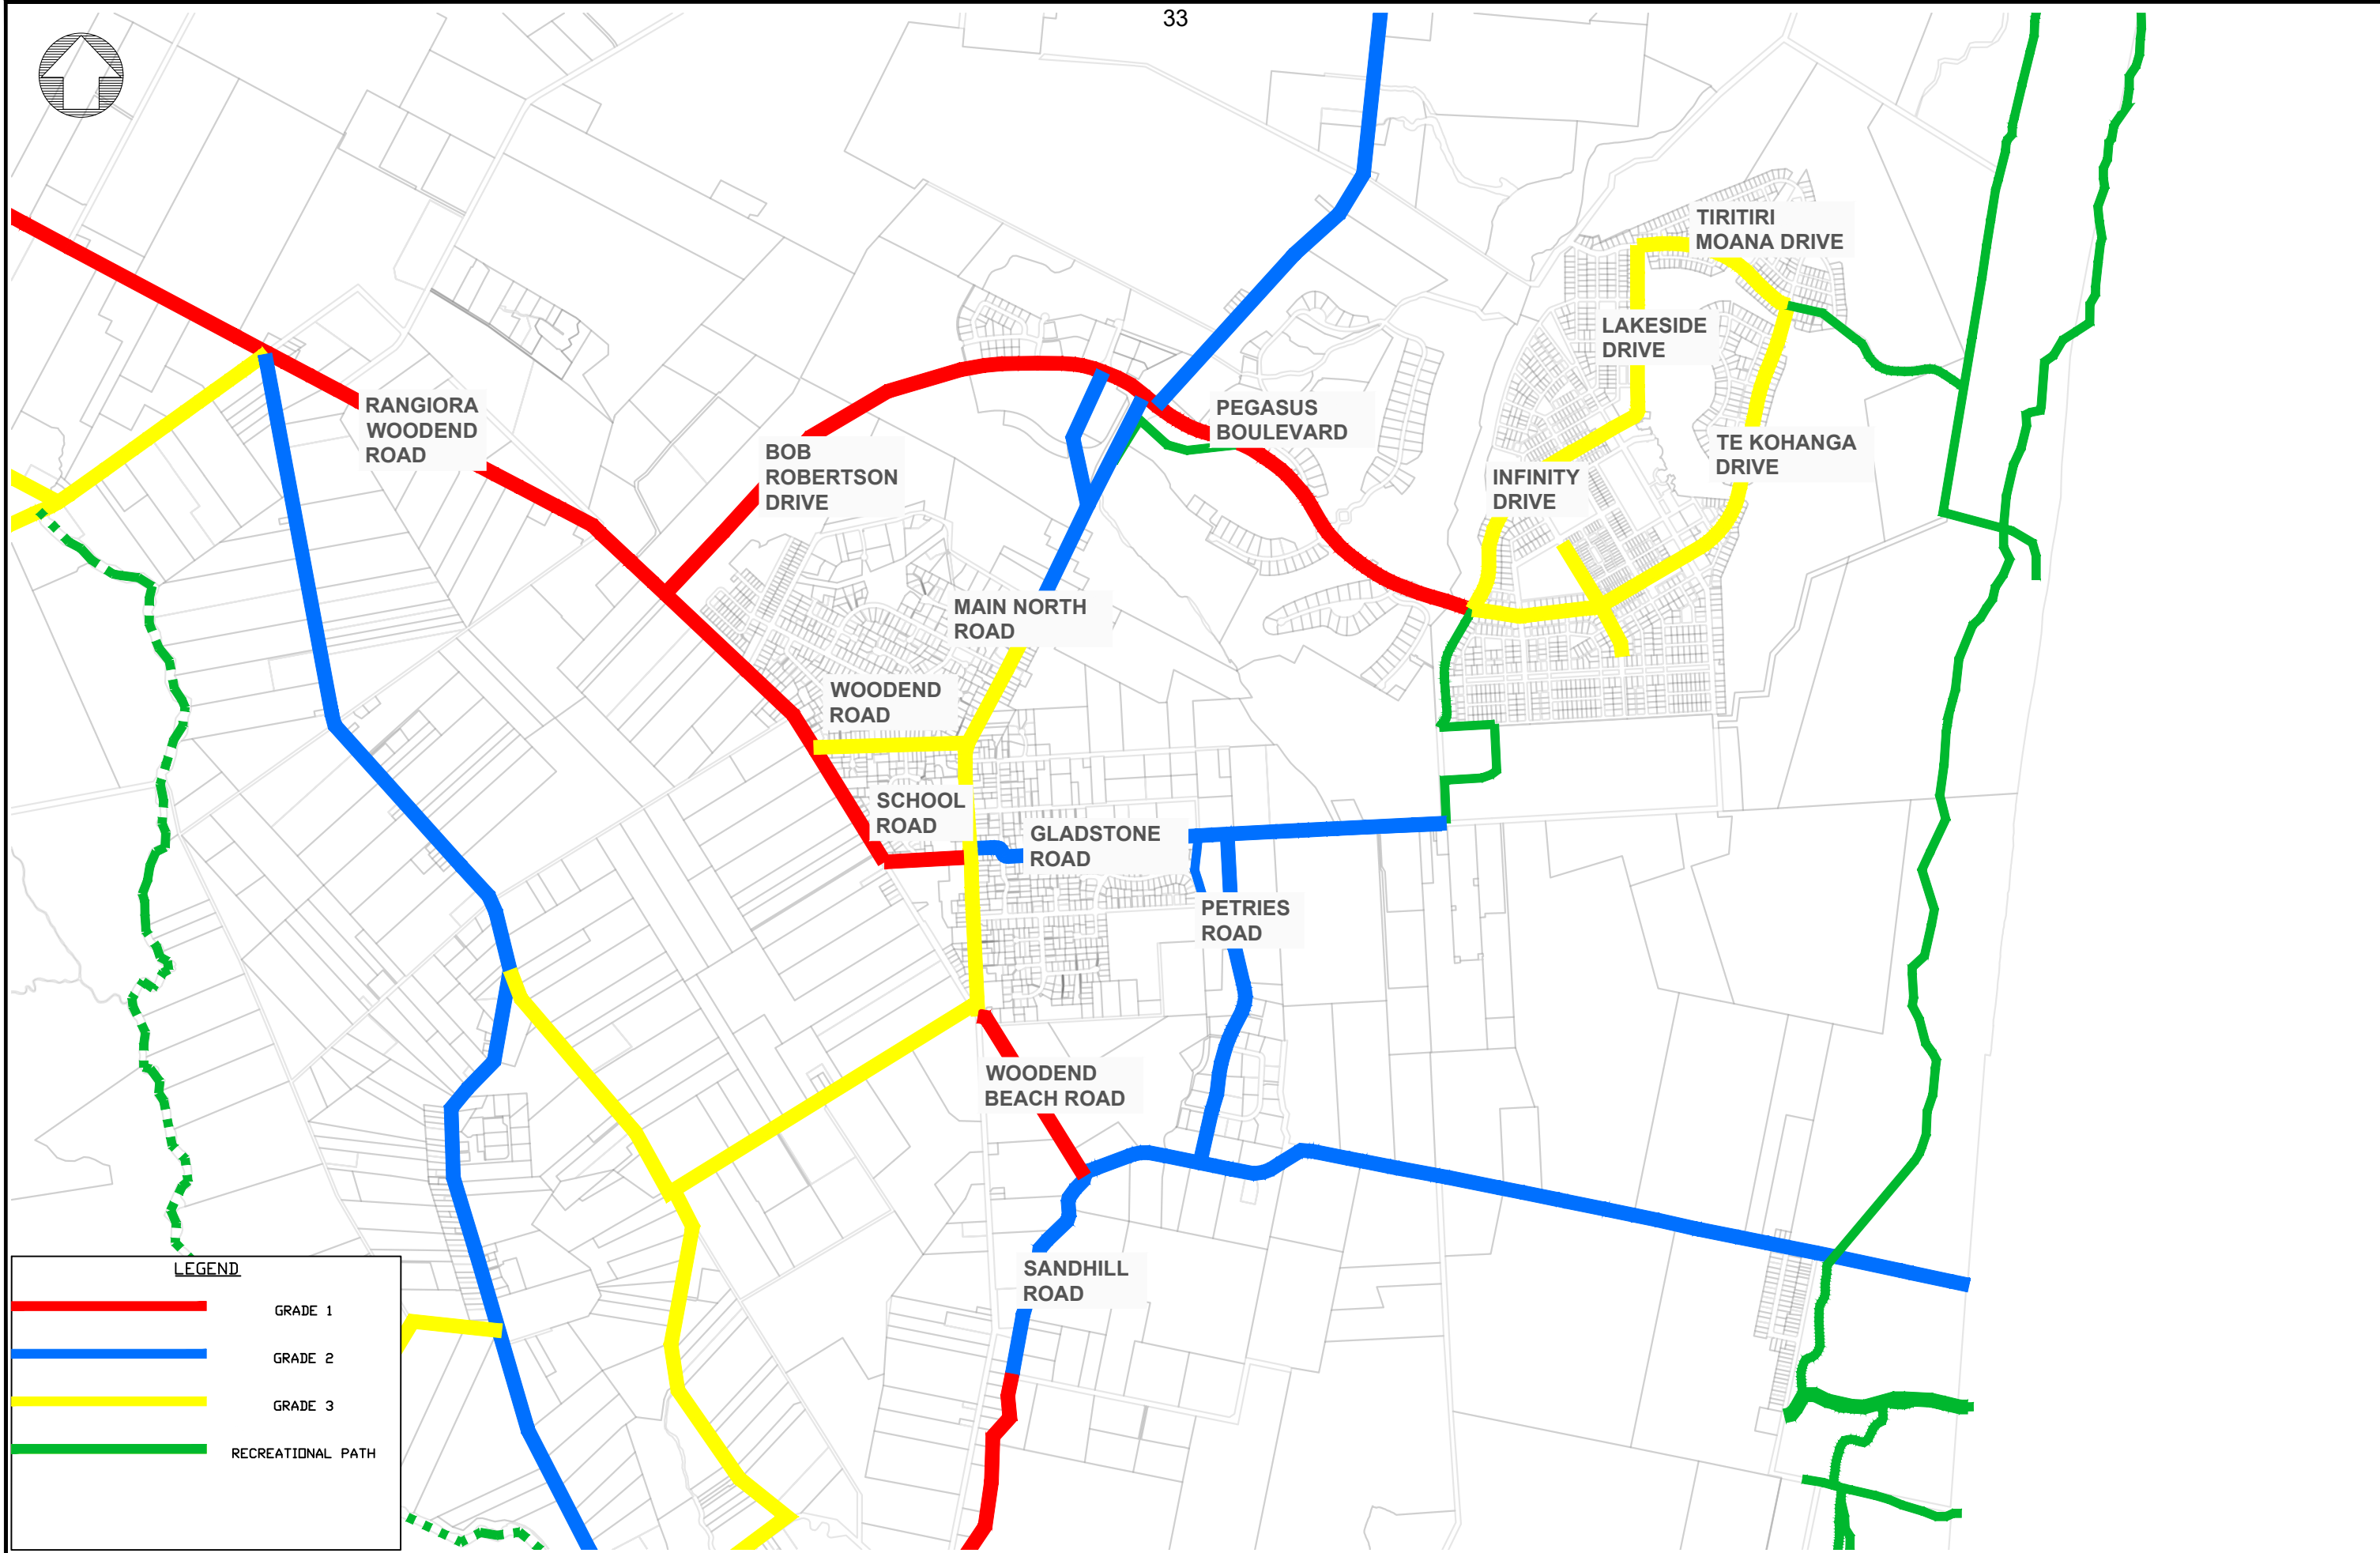 33
TIRITIRI
MOANA DRIVE
LAKESIDE
DRIVE
RANGIORA
WOODEND
ROAD
PEGASUS
BOULEVARD
BOB
ROBERTSON
DRIVE
TE KOHANGA
DRIVE
INFINITY
DRIVE
MAIN NORTH
ROAD
WOODEND
ROAD
SCHOOL
ROAD
GLADSTONE
ROAD
PETRIES
ROAD
WOODEND
BEACH ROAD
SANDHILL
ROAD
LEGEND
GRADE 1
GRADE 2
GRADE 3
RECREATIONAL PATH